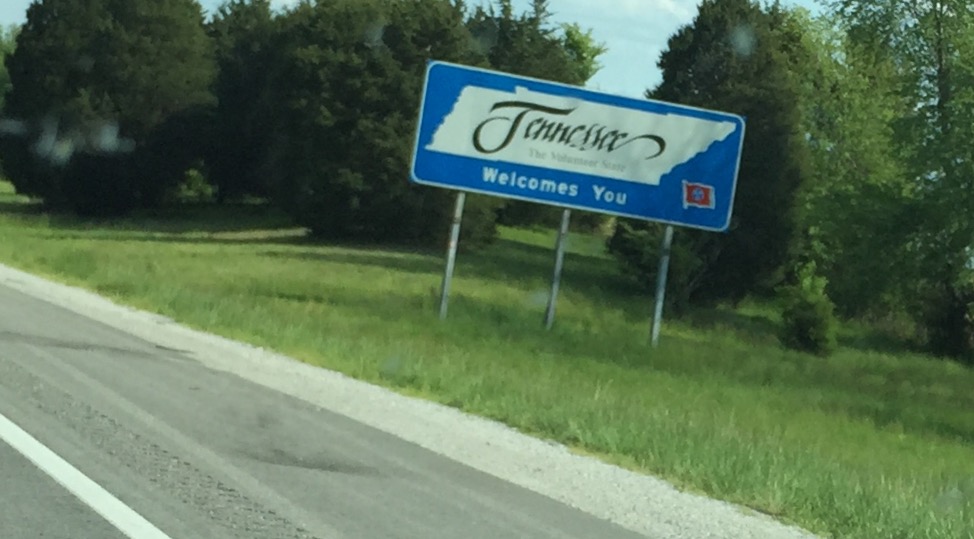 Tennessee
The Volunteer State
Welcomes You